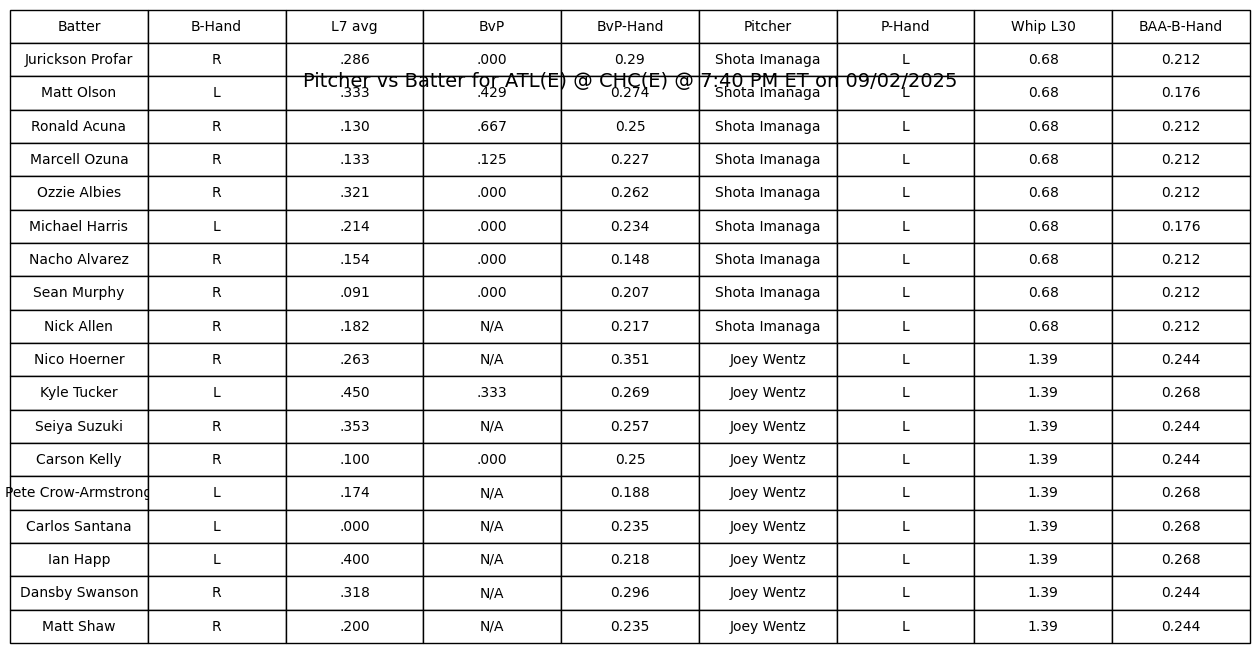 Batter B-Hand L7 avg BvP BvP-Hand Pitcher P-Hand Whip L30 BAA-B-Hand
Jurickson Profar R .286 .000 0.29 Shota Imanaga L 0.68 0.212
Pitcher vs Batter for ATL(E) @ CHC(E) @ 7:40 PM ET on 09/02/2025
Matt Olson L .333 .429 0.274 Shota Imanaga L 0.68 0.176
Ronald Acuna R .130 .667 0.25 Shota Imanaga L 0.68 0.212
Marcell Ozuna R .133 .125 0.227 Shota Imanaga L 0.68 0.212
Ozzie Albies R .321 .000 0.262 Shota Imanaga L 0.68 0.212
Michael Harris L .214 .000 0.234 Shota Imanaga L 0.68 0.176
Nacho Alvarez R .154 .000 0.148 Shota Imanaga L 0.68 0.212
Sean Murphy R .091 .000 0.207 Shota Imanaga L 0.68 0.212
Nick Allen R .182 N/A 0.217 Shota Imanaga L 0.68 0.212
Nico Hoerner R .263 N/A 0.351 Joey Wentz L 1.39 0.244
Kyle Tucker L .450 .333 0.269 Joey Wentz L 1.39 0.268
Seiya Suzuki R .353 N/A 0.257 Joey Wentz L 1.39 0.244
Carson Kelly R .100 .000 0.25 Joey Wentz L 1.39 0.244
Pete Crow-Armstrong L .174 N/A 0.188 Joey Wentz L 1.39 0.268
Carlos Santana L .000 N/A 0.235 Joey Wentz L 1.39 0.268
Ian Happ L .400 N/A 0.218 Joey Wentz L 1.39 0.268
Dansby Swanson R .318 N/A 0.296 Joey Wentz L 1.39 0.244
Matt Shaw R .200 N/A 0.235 Joey Wentz L 1.39 0.244